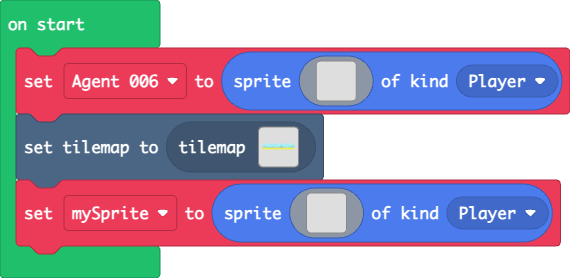 on start
set Agent 006 to sprite of kind Player
set tilemap to tilemap
set mySprite to sprite of kind Player